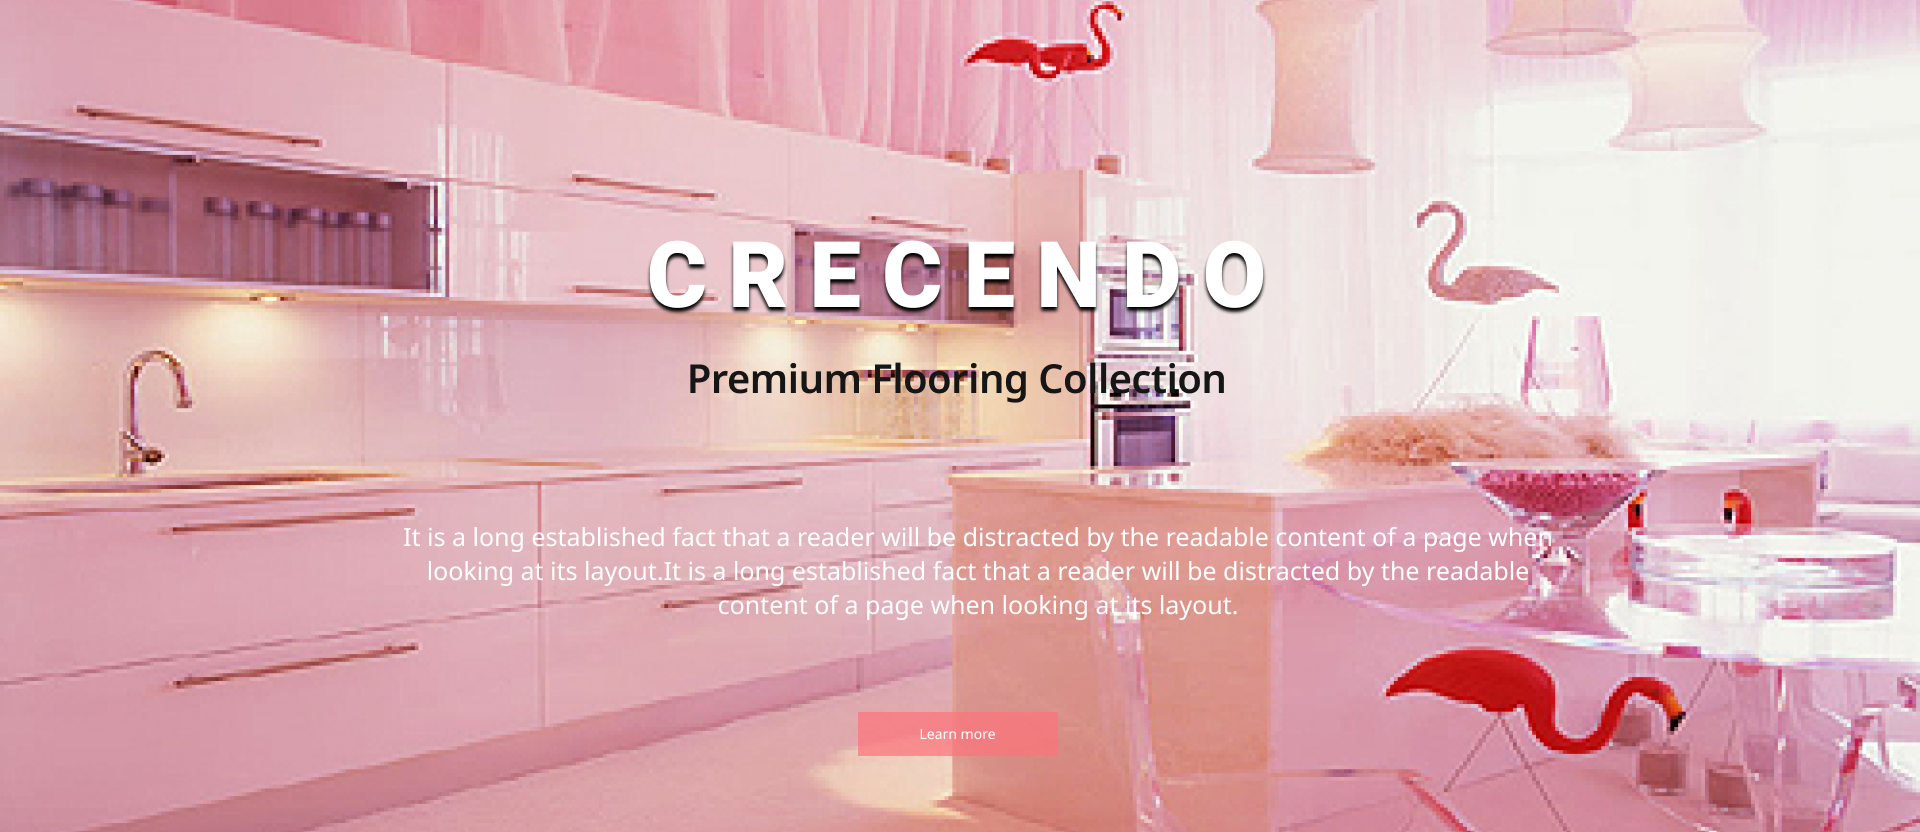 CRECENDO
Premium Flooring Collection
It is a long established fact that a reader will be distracted by the readable content of a page when
looking at its layout.It is a long established fact that a reader will be distracted by the readable
content of a page when looking at its layout.
Learn more